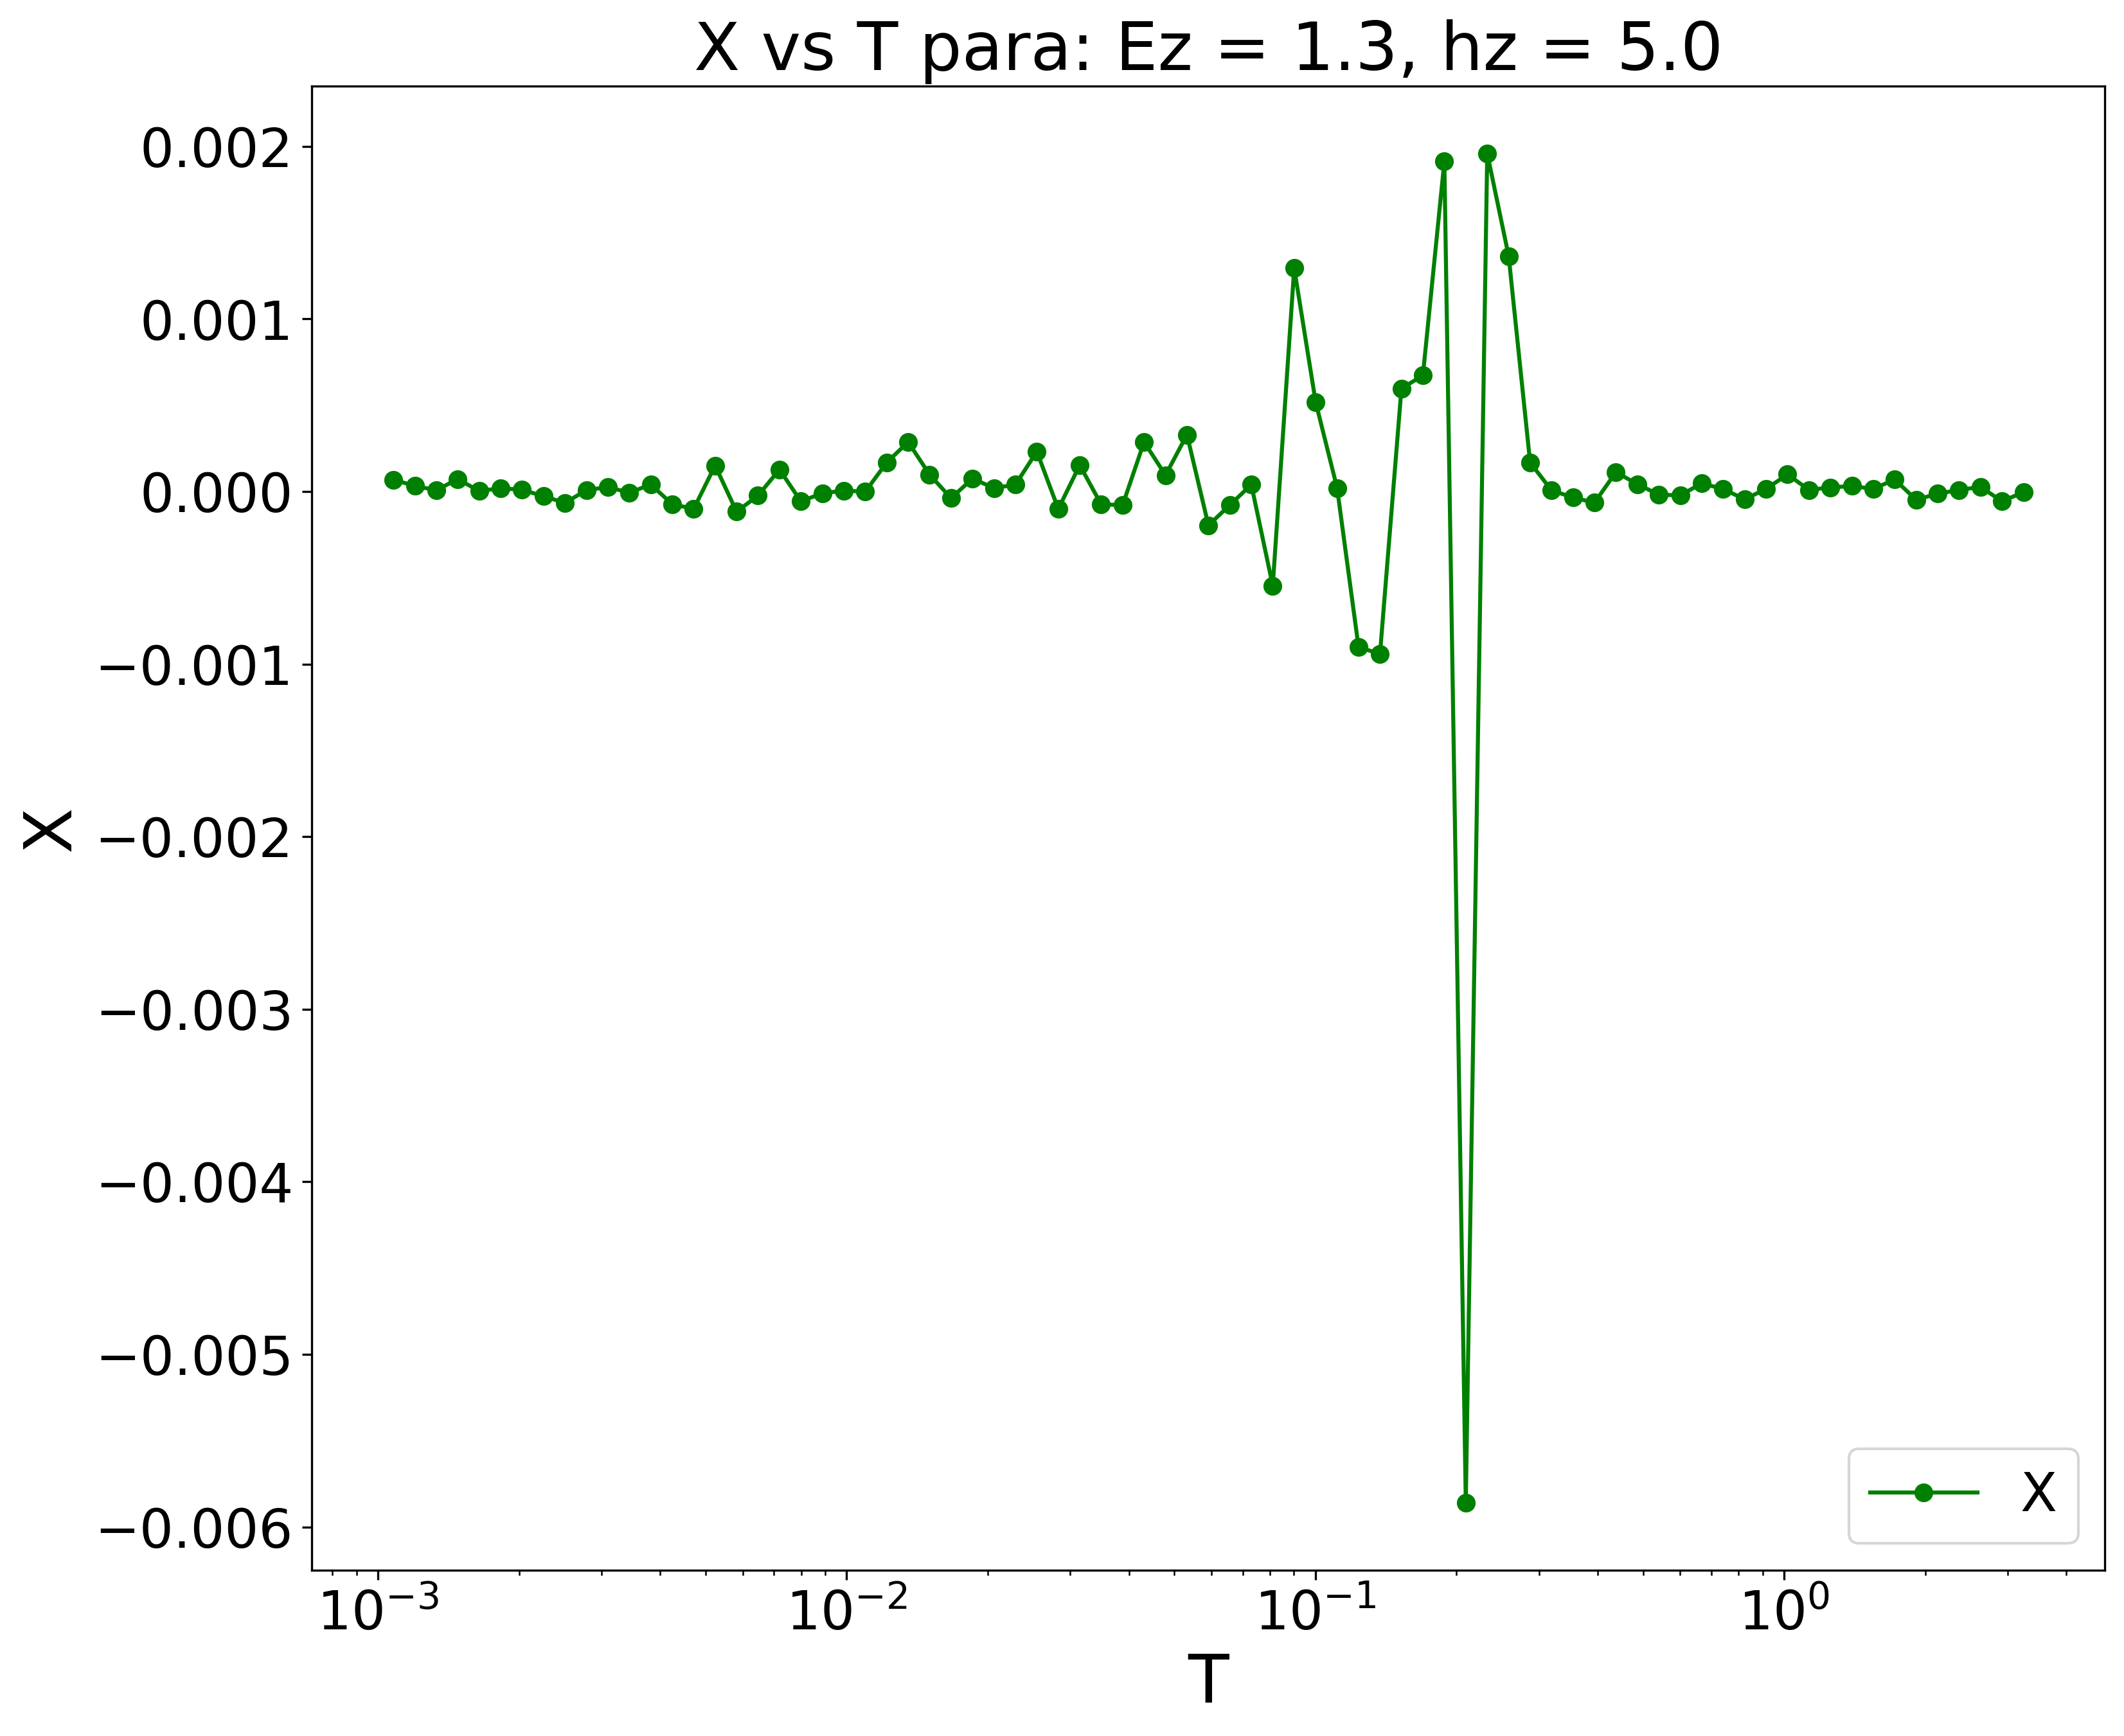 X vs T para: Ez = 1.3, hz = 5.0
0.002
0.001
0.000
−0.001
−0.002
−0.003
−0.004
−0.005
−0.006
X
X
10⁻³ 10⁻² 10⁻¹ 10⁰
T